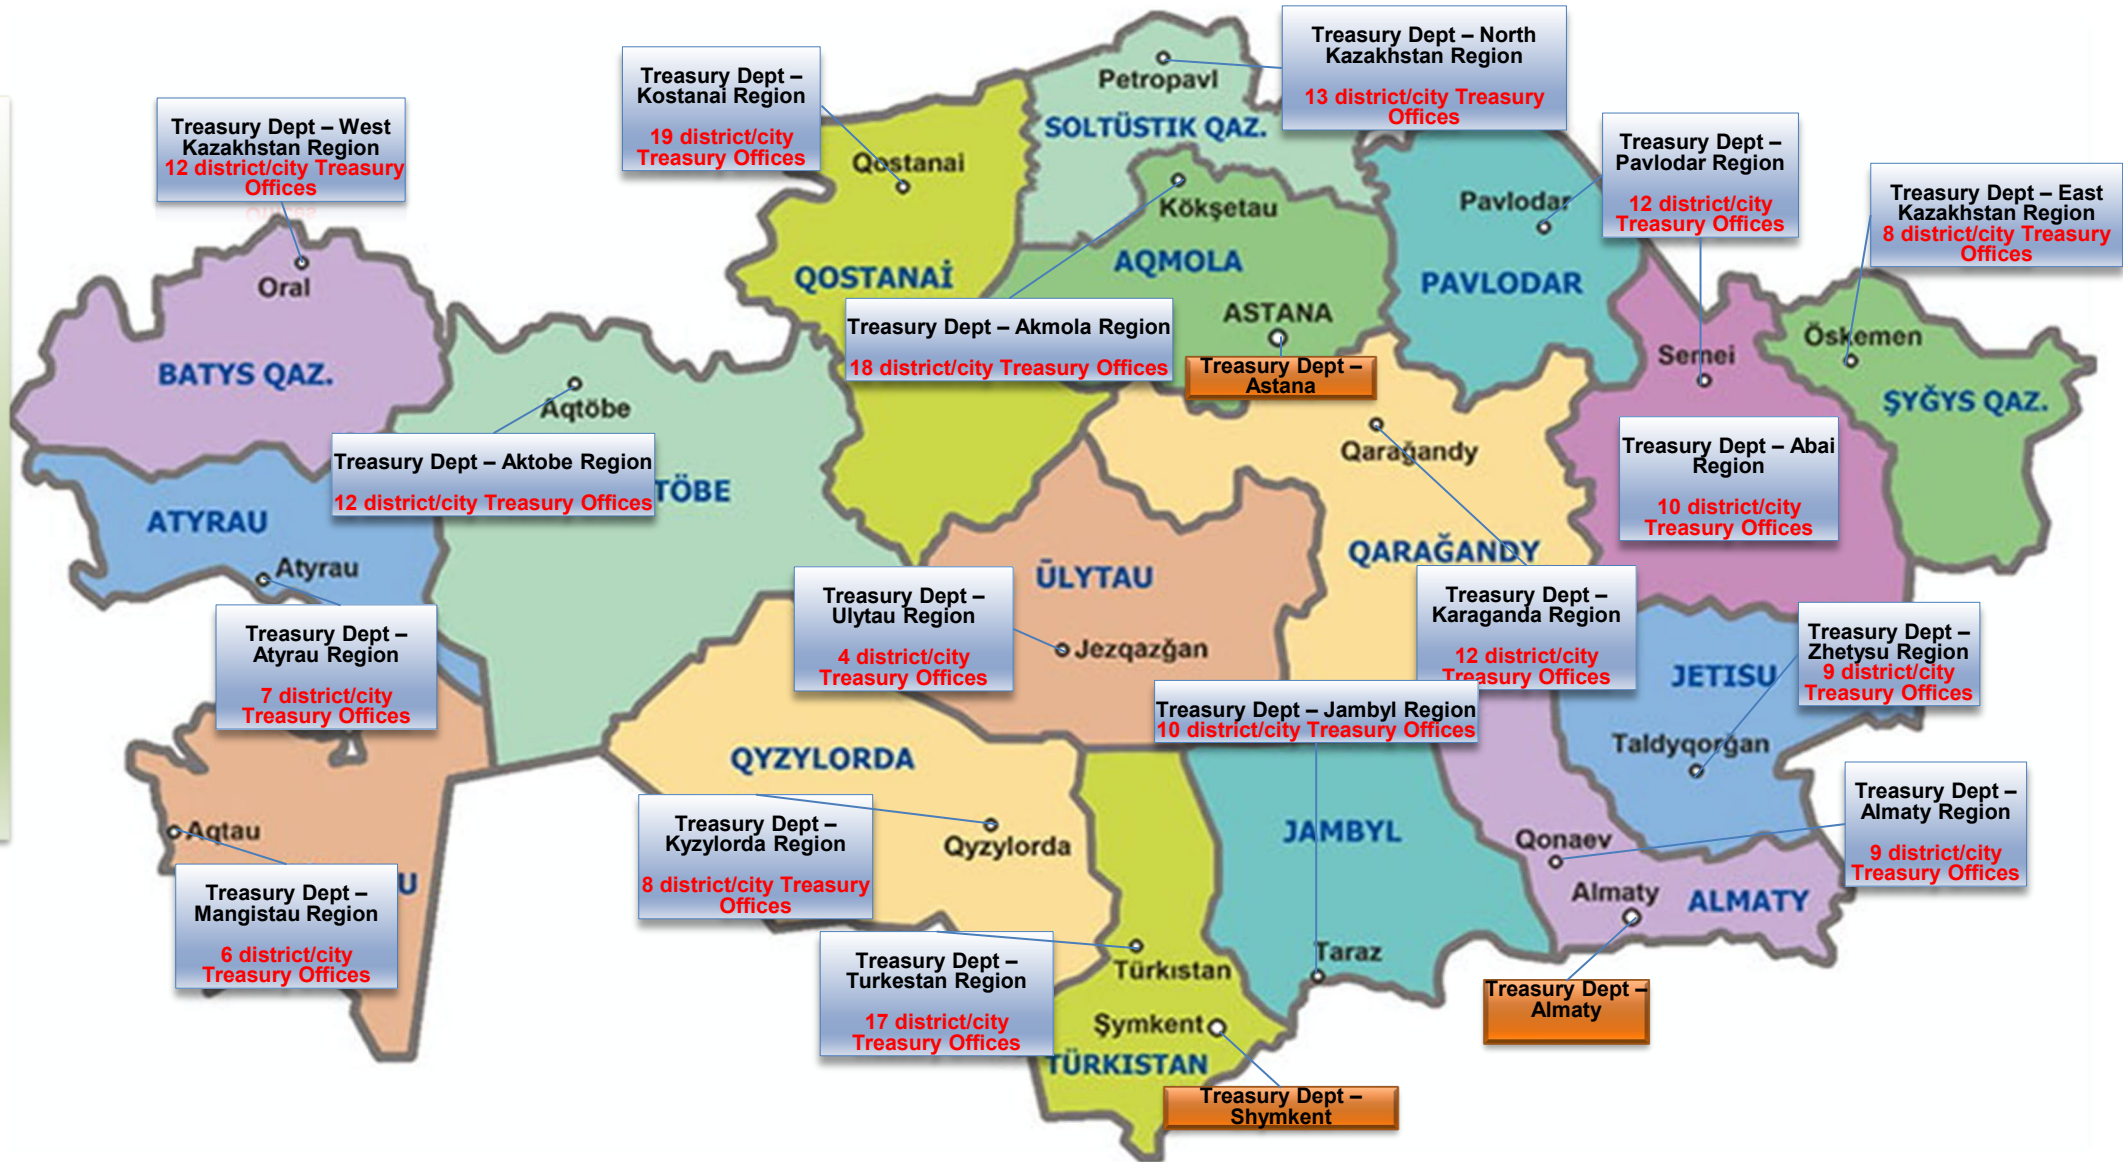 Treasury Dept – North
Kazakhstan Region
13 district/city Treasury
Offices
Treasury Dept –
Kostanai Region
19 district/city
Treasury Offices
Treasury Dept – West
Kazakhstan Region
12 district/city Treasury
Offices
Treasury Dept –
Pavlodar Region
12 district/city
Treasury Offices
Treasury Dept – East
Kazakhstan Region
8 district/city Treasury
Offices
Petropavl
SOLTÜSTIK QAZ.
Qostanai
QOSTANAİ
Kökşetau
AQMOLA
ASTANA
Pavlodar
PAVLODAR
Oral
BATYS QAZ.
Treasury Dept – Akmola Region
18 district/city Treasury Offices
Treasury Dept –
Astana
Semei
Öskemen
ŞYĞYS QAZ.
Aqtöbe
Treasury Dept – Aktobe Region
12 district/city Treasury Offices
TÖBE
Qarağandy
QARAĞANDY
Treasury Dept – Abai
Region
10 district/city
Treasury Offices
ATYRAU
Atyrau
Treasury Dept –
Atyrau Region
7 district/city
Treasury Offices
ŪLYTAU
Treasury Dept –
Ulytau Region
4 district/city
Treasury Offices
Jezqazğan
Treasury Dept –
Karaganda Region
12 district/city
Treasury Offices
Treasury Dept –
Zhetysu Region
9 district/city
Treasury Offices
JETISU
Taldyqorğan
Treasury Dept – Jambyl Region
10 district/city Treasury Offices
QYZYLORDA
Qyzylorda
Treasury Dept –
Kyzylorda Region
8 district/city Treasury
Offices
JAMBYL
Taraz
Treasury Dept –
Almaty Region
9 district/city
Treasury Offices
Qonaev
Almaty
ALMATY
Aqtau
U
Treasury Dept –
Mangistau Region
6 district/city
Treasury Offices
Treasury Dept –
Turkestan Region
17 district/city
Treasury Offices
Türkıstan
Şymkent
TÜRKISTAN
Treasury Dept –
Almaty
Treasury Dept –
Shymkent